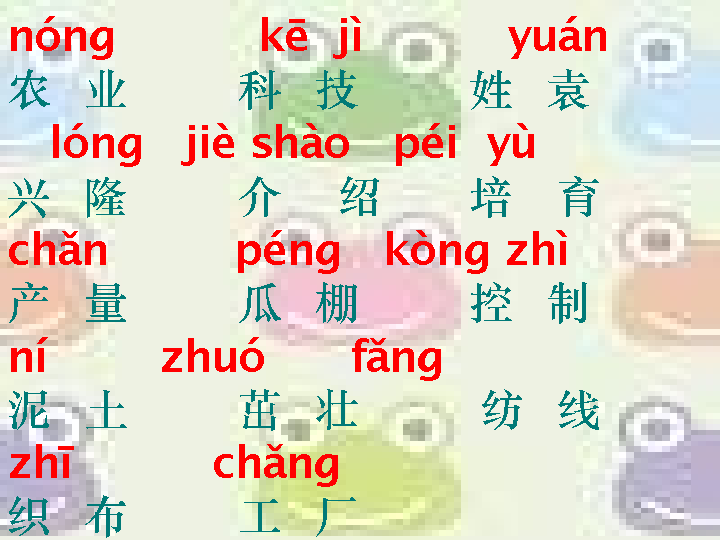 nóng kē jì yuán
农 业 科 技 姓 袁
lóng jiè shào péi yù
兴 隆 介 绍 培 育
chǎn péng kòng zhì
产 量 瓜 棚 控 制
ní zhuó fǎng
泥 土 茁 壮 纺 线
zhī chǎng
织 布 工 厂